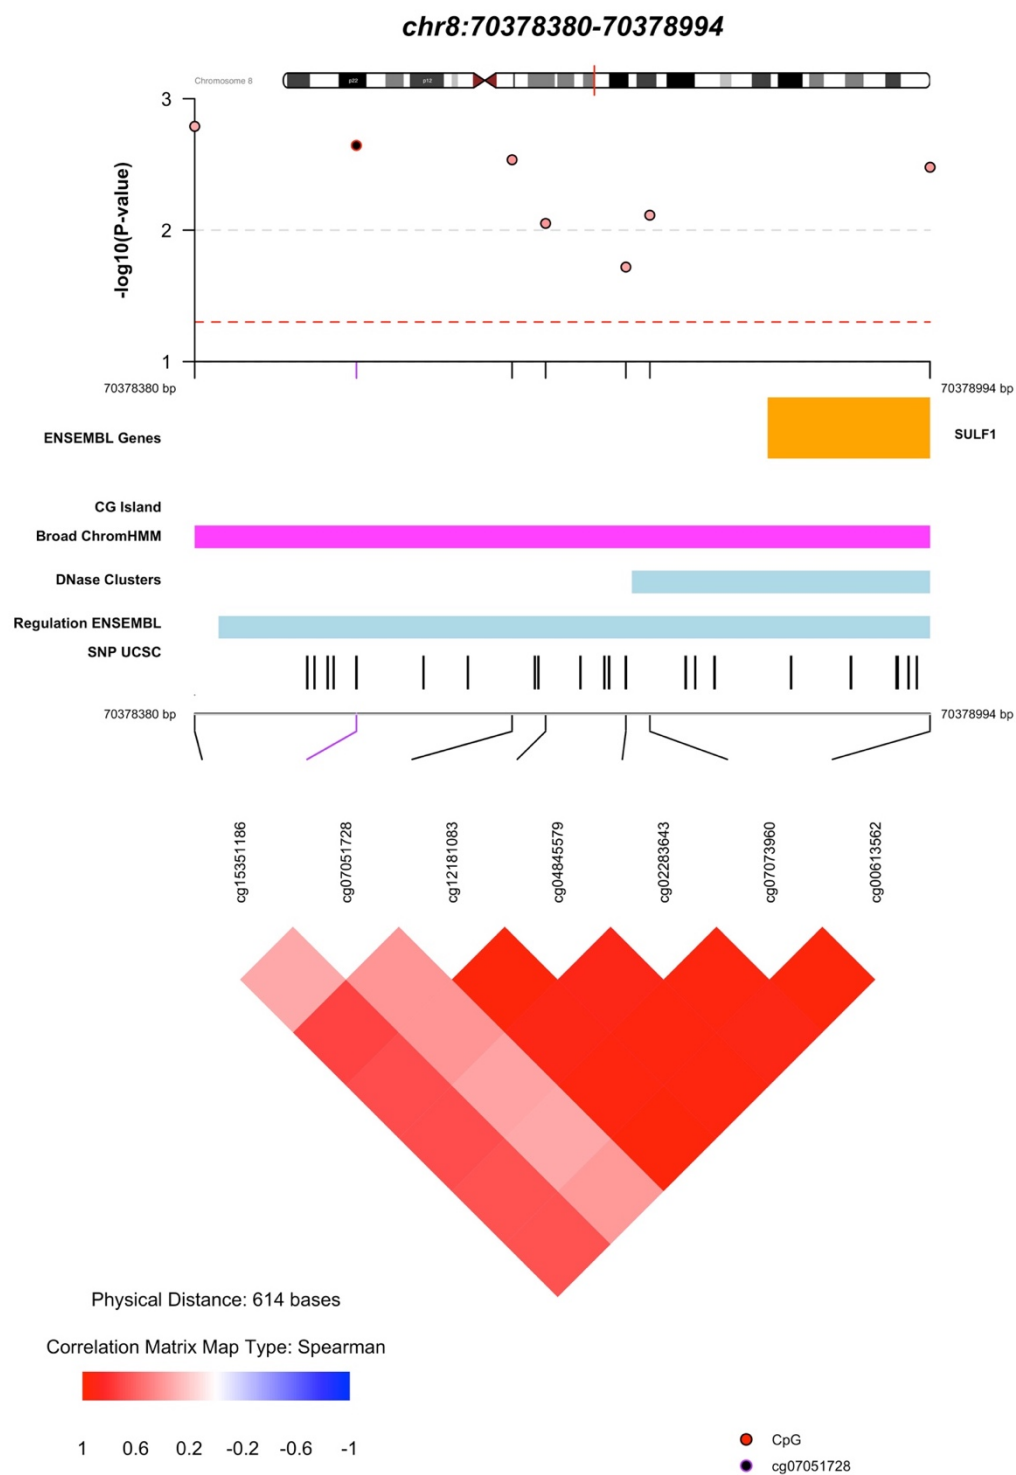 chr8:70378380-70378994
Chromosome 8
p22
p12
3
2
1
-log10(P-value)
70378380 bp
70378994 bp
ENSEMBL Genes
SULF1
CG Island
Broad ChromHMM
DNase Clusters
Regulation ENSEMBL
SNP UCSC
70378380 bp
70378994 bp
cg15351186
cg07051728
cg12181083
cg04845579
cg02283643
cg07073960
cg00613562
Physical Distance: 614 bases
Correlation Matrix Map Type: Spearman
1 0.6 0.2 -0.2 -0.6 -1
CpG
cg07051728